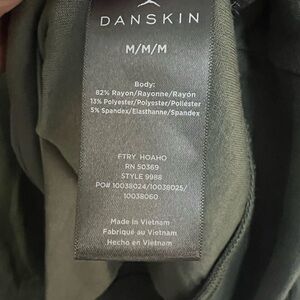 DANSKIN
M/M/M
Body:
82% Rayon/Rayonne/Rayón
13% Polyester/Polyester/Poliéster
5% Spandex/Elasthanne/Spandex
FTRY HOAHO
RN 50369
STYLE 9988
PO# 10038024/10038025/
10038060
Made in Vietnam
Fabriqué au Vietnam
Hecho en Vietnam